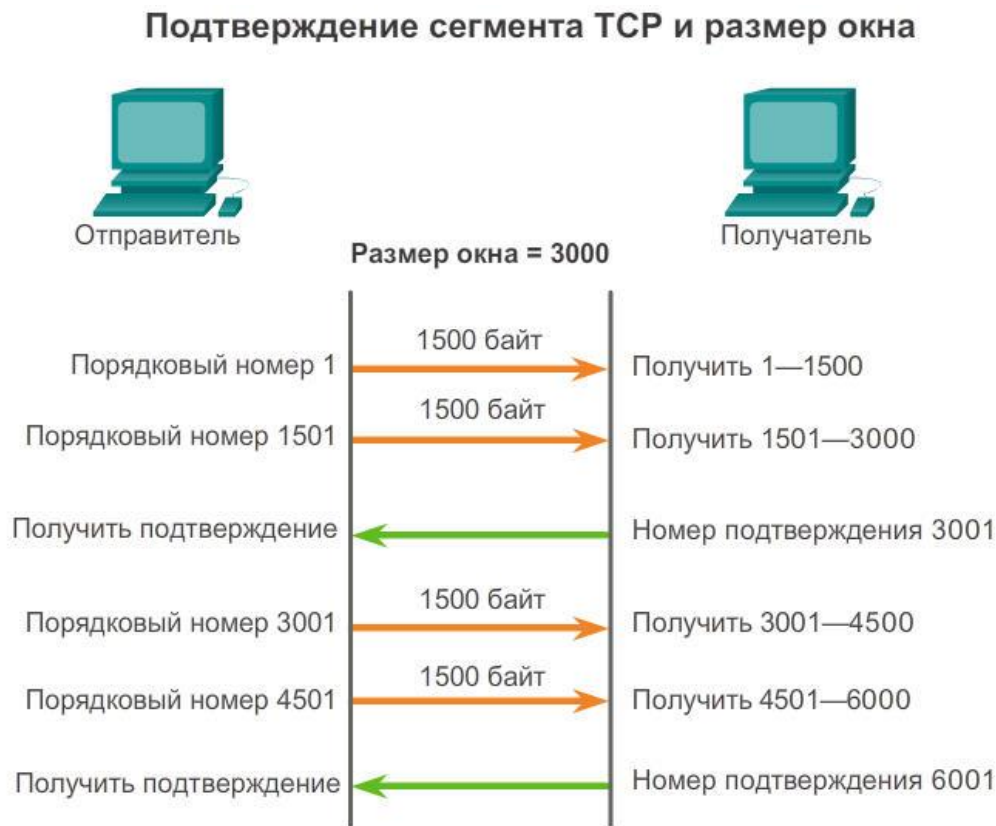 Подтверждение сегмента TCP и размер окна
Отправитель
Получатель
Размер окна = 3000
1500 байт
Порядковый номер 1
Получить 1—1500
1500 байт
Порядковый номер 1501
Получить 1501—3000
Получить подтверждение
Номер подтверждения 3001
1500 байт
Порядковый номер 3001
Получить 3001—4500
1500 байт
Порядковый номер 4501
Получить 4501—6000
Получить подтверждение
Номер подтверждения 6001